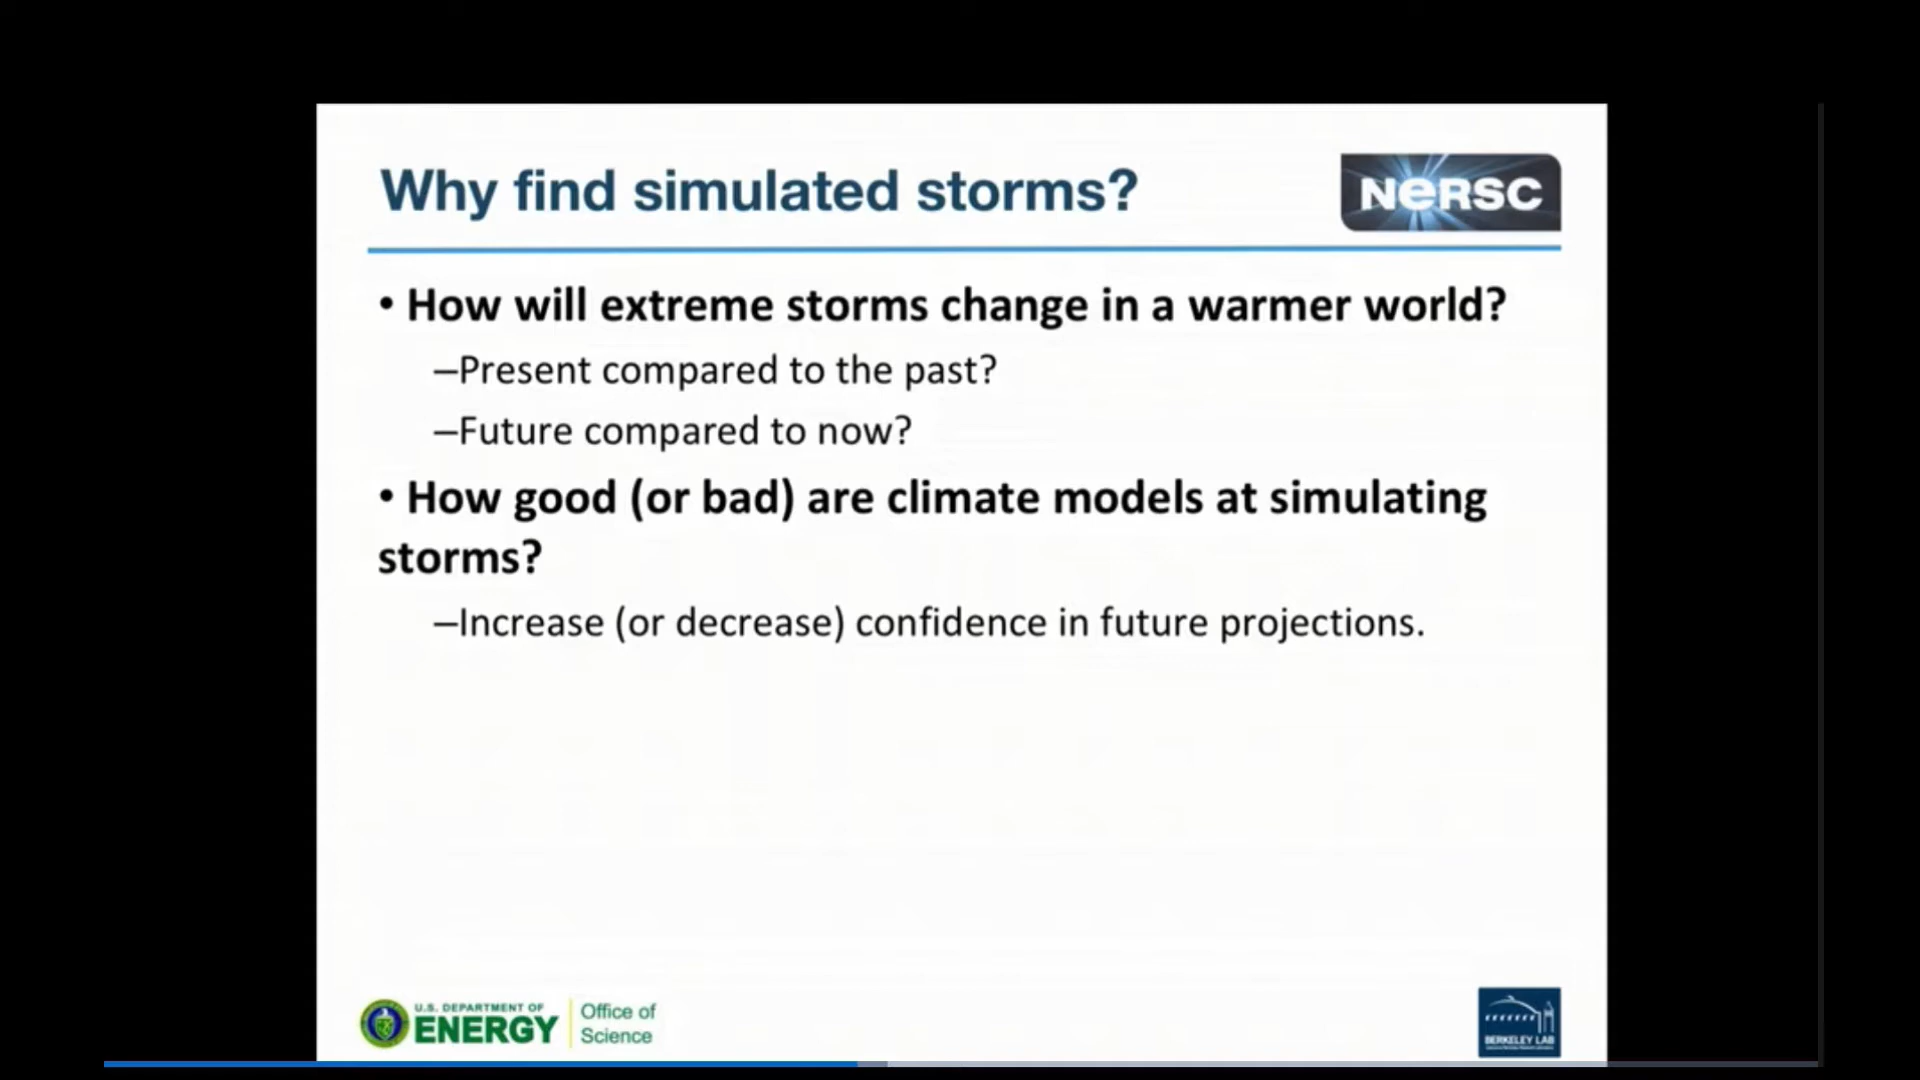 Why find simulated storms?
NERSC
• How will extreme storms change in a warmer world?
–Present compared to the past?
–Future compared to now?
• How good (or bad) are climate models at simulating
storms?
–Increase (or decrease) confidence in future projections.
U.S. DEPARTMENT OF
ENERGY
Office of
Science
BERKELEY LAB